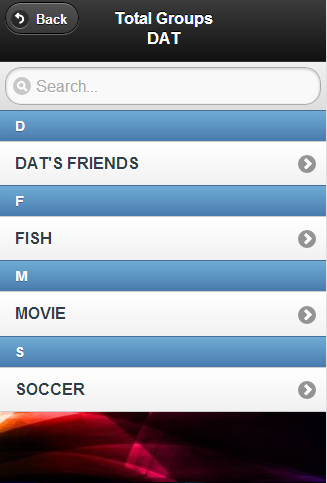 Back
Total Groups
DAT
Search...
D
DAT'S FRIENDS
F
FISH
M
MOVIE
S
SOCCER